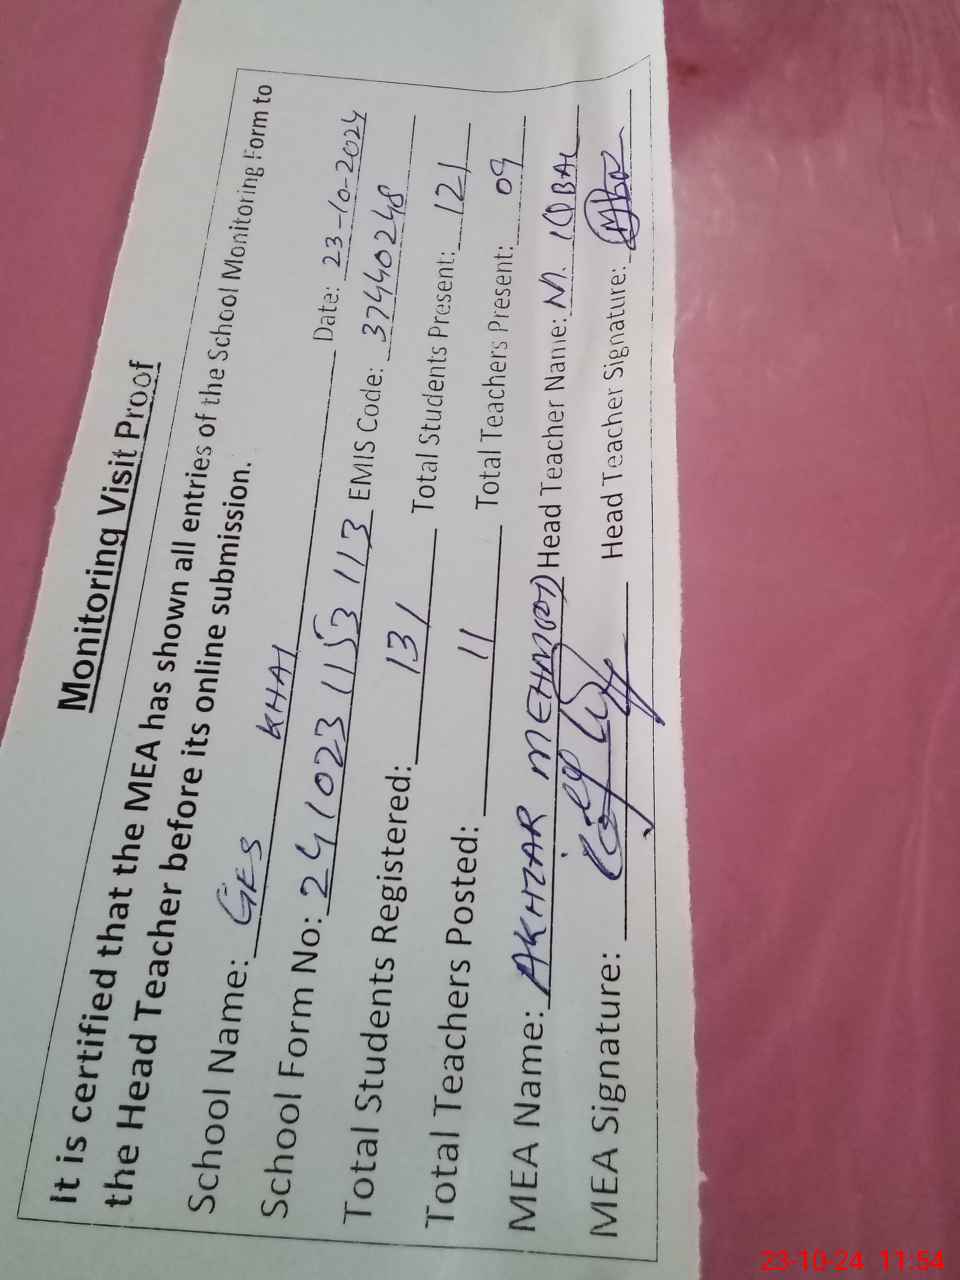 Monitoring Visit Proof
It is certified that the MEA has shown all entries of the School Monitoring Form to
the Head Teacher before its online submission.
School Name: GES KHAI Date: 23-10-2024
School Form No: 241023 1153 113 EMIS Code: 37440248
Total Students Registered: 131 Total Students Present: 121
Total Teachers Posted: 11 Total Teachers Present: 09
MEA Name: AKHZAR MEHMOOD Head Teacher Name: M. IQBAL
MEA Signature: Head Teacher Signature:
23-10-24 11:54